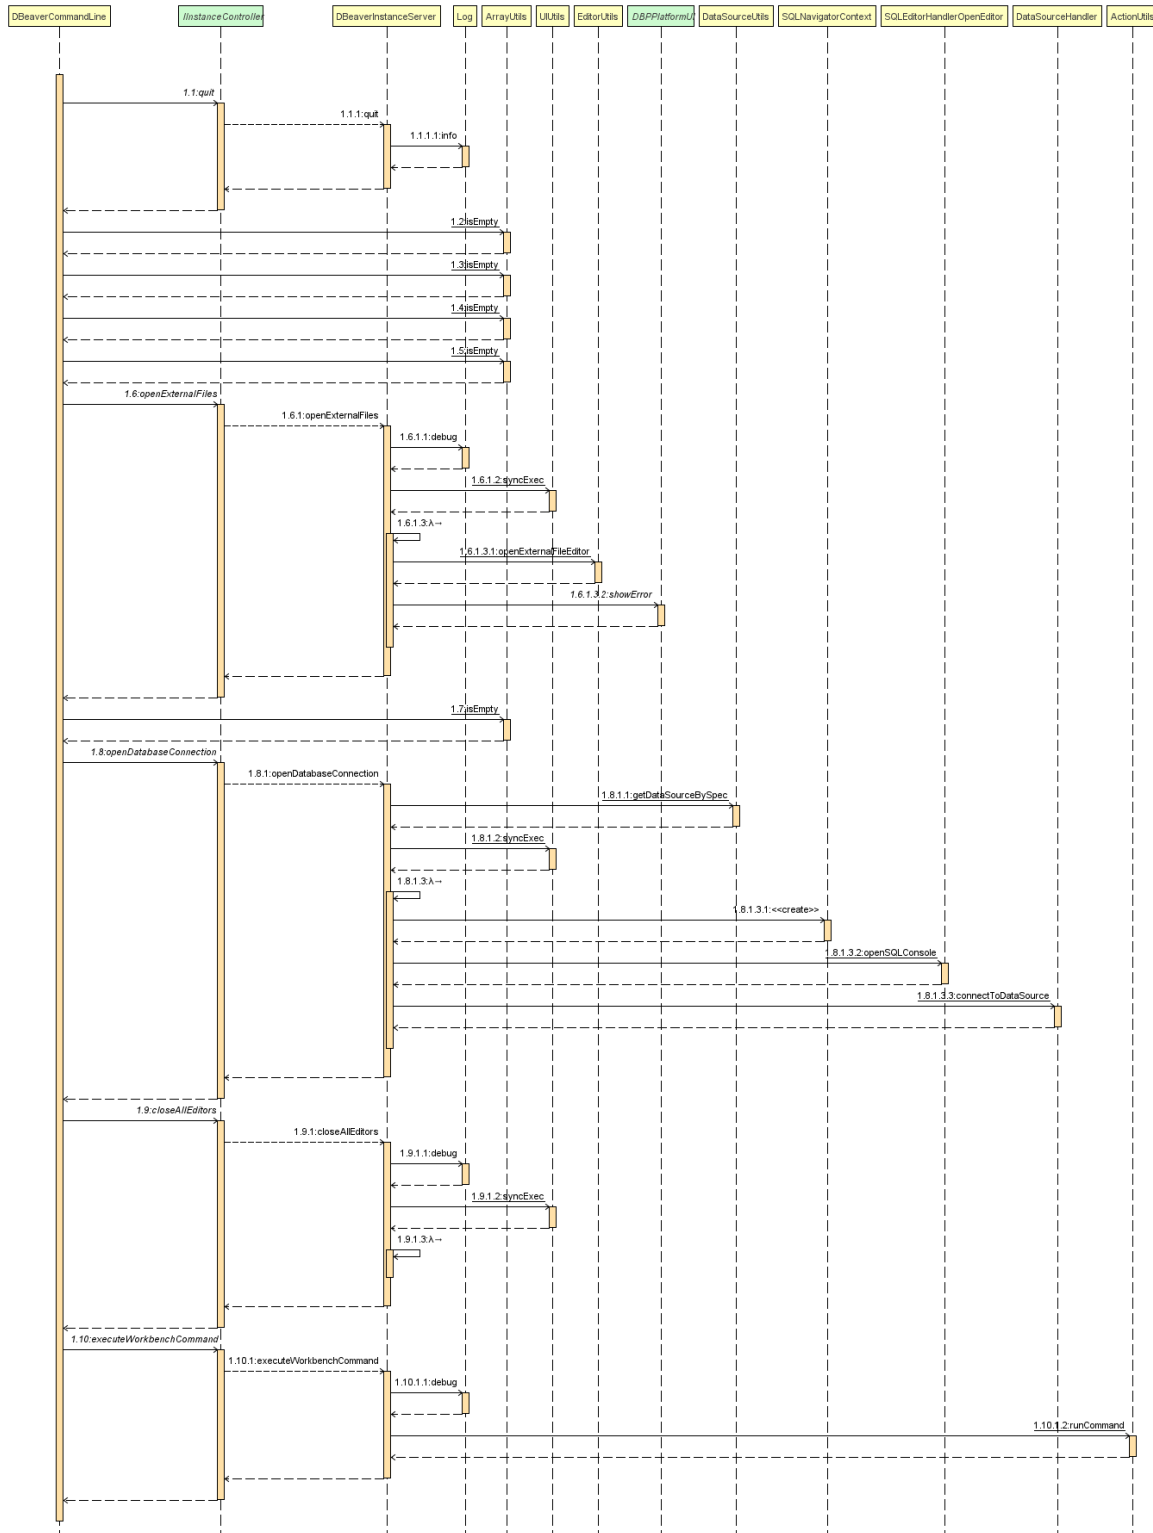 DBeaverCommandLine
IInstanceController
DBeaverInstanceServer
Log
ArrayUtils
UIUtils
EditorUtils
DBPPlatformU
DataSourceUtils
SQLNavigatorContext
SQLEditorHandlerOpenEditor
DataSourceHandler
ActionUtils
1.1:quit
1.1.1:quit
1.1.1.1:info
1.2:isEmpty
1.3:isEmpty
1.4:isEmpty
1.5:isEmpty
1.6:openExternalFiles
1.6.1:openExternalFiles
1.6.1.1:debug
1.6.1.2:syncExec
1.6.1.3:λ→
1.6.1.3.1:openExternalFileEditor
1.6.1.3.2:showError
1.7:isEmpty
1.8:openDatabaseConnection
1.8.1:openDatabaseConnection
1.8.1.1:getDataSourceBySpec
1.8.1.2:syncExec
1.8.1.3:λ→
1.8.1.3.1:<<create>>
1.8.1.3.2:openSQLConsole
1.8.1.3.3:connectToDataSource
1.9:closeAllEditors
1.9.1:closeAllEditors
1.9.1.1:debug
1.9.1.2:syncExec
1.9.1.3:λ→
1.10:executeWorkbenchCommand
1.10.1:executeWorkbenchCommand
1.10.1.1:debug
1.10.1.2:runCommand